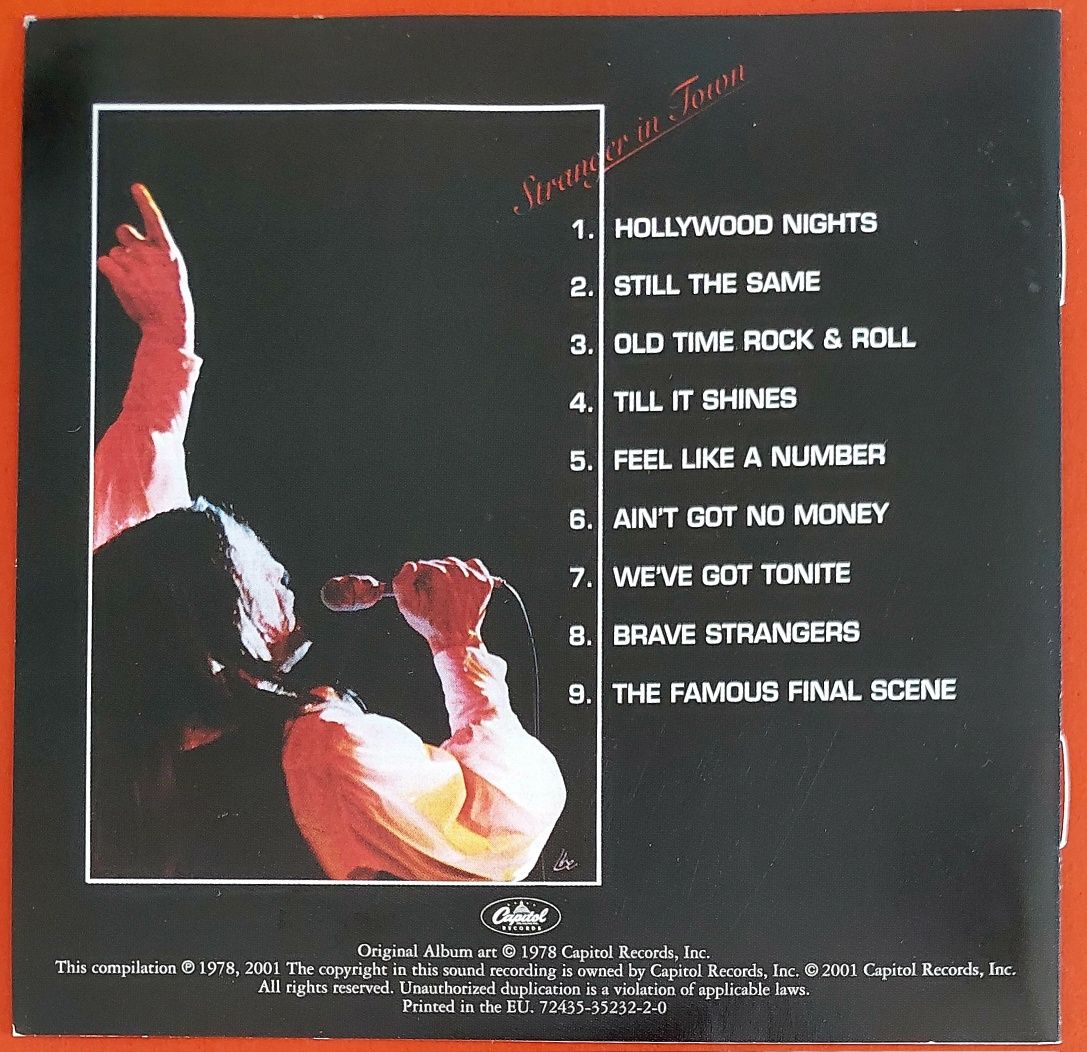 Stranger in Town
1. HOLLYWOOD NIGHTS
2. STILL THE SAME
3. OLD TIME ROCK & ROLL
4. TILL IT SHINES
5. FEEL LIKE A NUMBER
6. AIN'T GOT NO MONEY
7. WE'VE GOT TONITE
8. BRAVE STRANGERS
9. THE FAMOUS FINAL SCENE
Capitol
RECORDS
Original Album art © 1978 Capitol Records, Inc.
This compilation ℗ 1978, 2001 The copyright in this sound recording is owned by Capitol Records, Inc. © 2001 Capitol Records, Inc.
All rights reserved. Unauthorized duplication is a violation of applicable laws.
Printed in the EU. 72435-35232-2-0